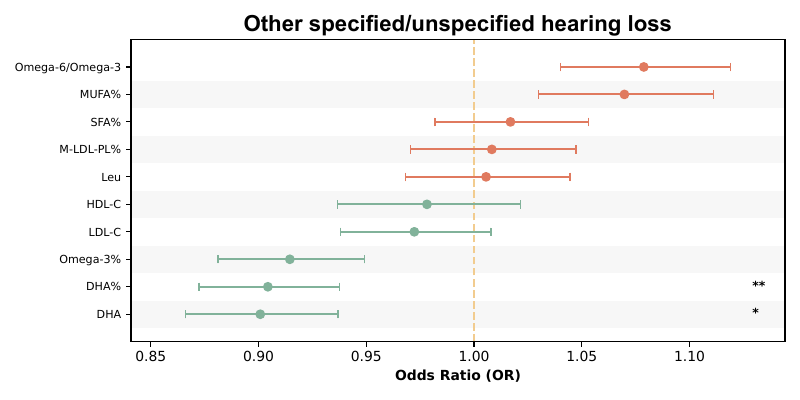 Other specified/unspecified hearing loss
Omega-6/Omega-3
MUFA%
SFA%
M-LDL-PL%
Leu
HDL-C
LDL-C
Omega-3%
DHA% **
DHA *
0.85 0.90 0.95 1.00 1.05 1.10
Odds Ratio (OR)